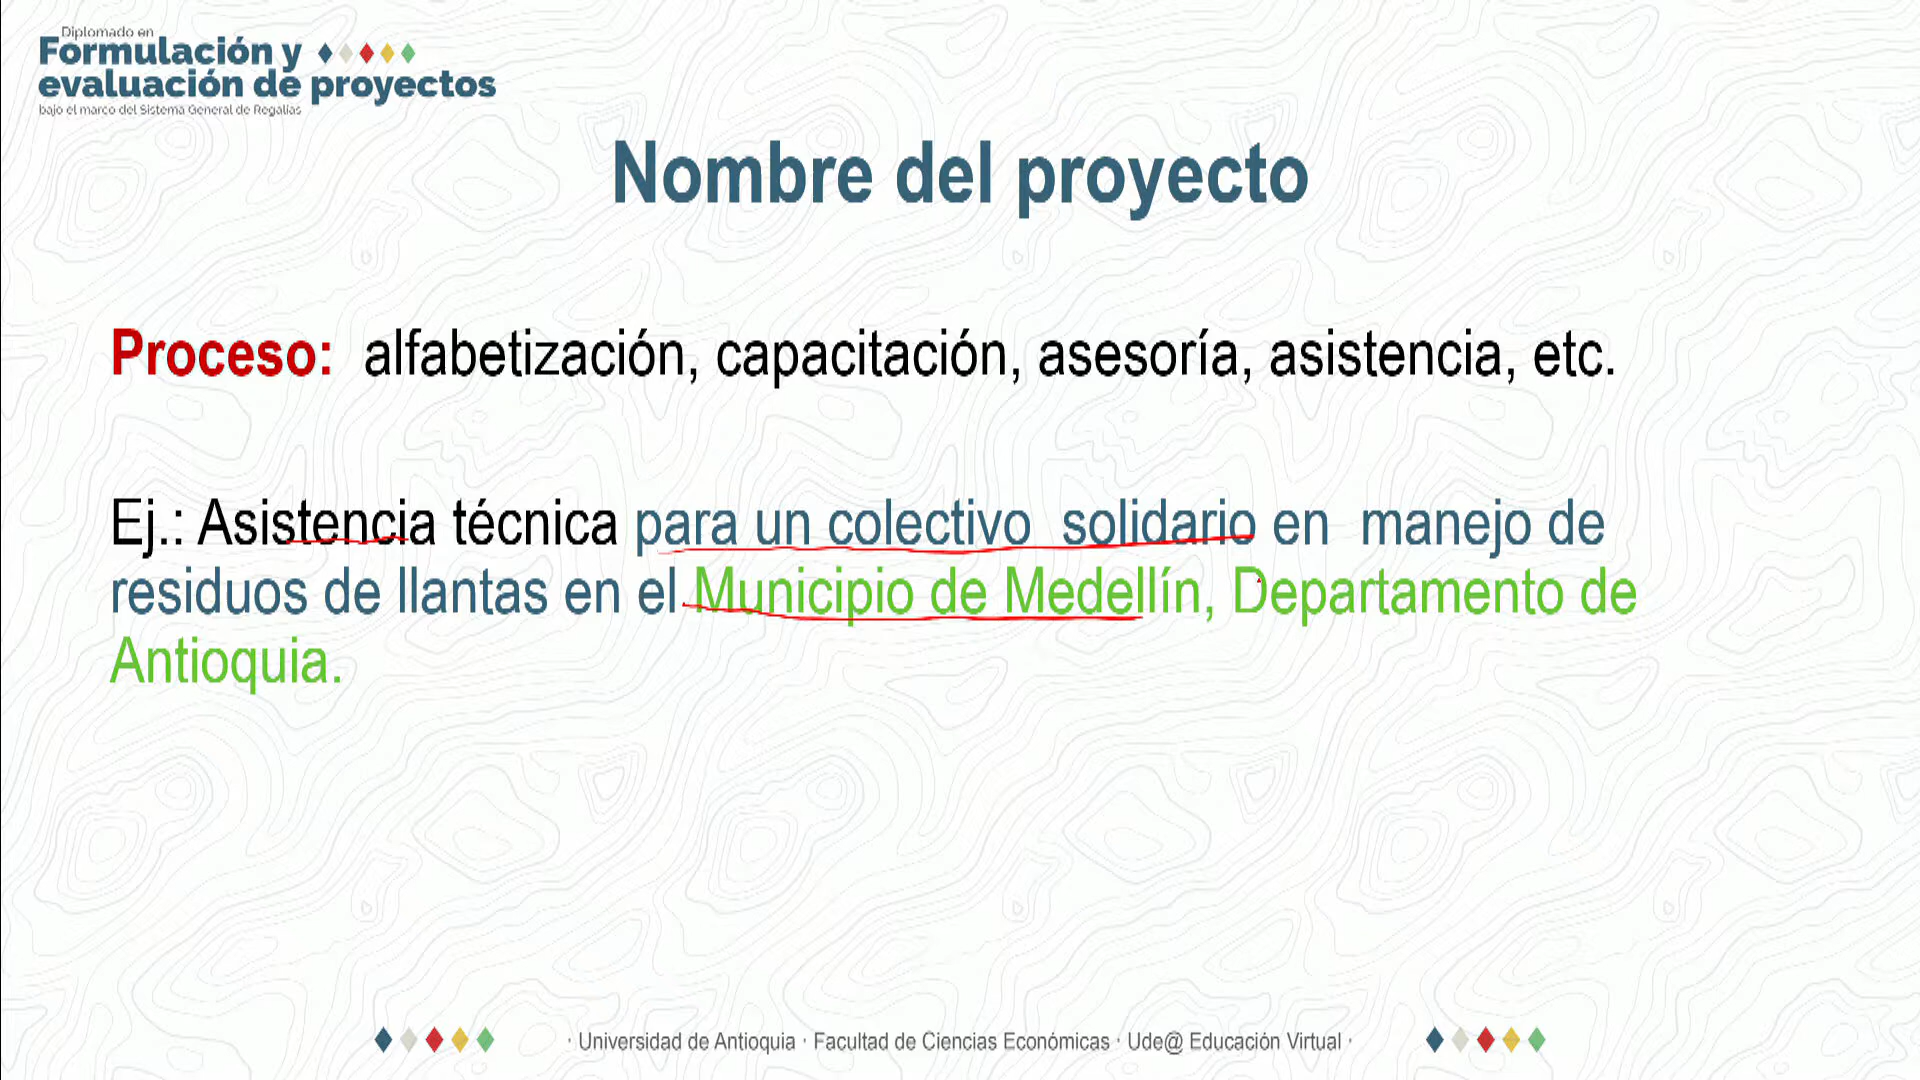 Diplomado en
Formulación y
evaluación de proyectos
bajo el marco del Sistema General de Regalías
Nombre del proyecto
Proceso: alfabetización, capacitación, asesoría, asistencia, etc.
Ej.: Asistencia técnica para un colectivo solidario en manejo de
residuos de llantas en el Municipio de Medellín, Departamento de
Antioquia.
· Universidad de Antioquia · Facultad de Ciencias Económicas · Ude@ Educación Virtual ·